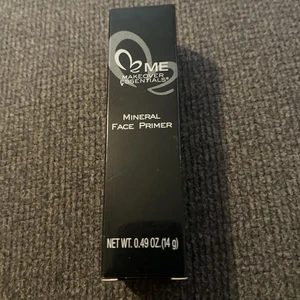 ME
MAKEOVER
ESSENTIALS®
MINERAL
FACE PRIMER
NET WT. 0.49 OZ.(14 g)